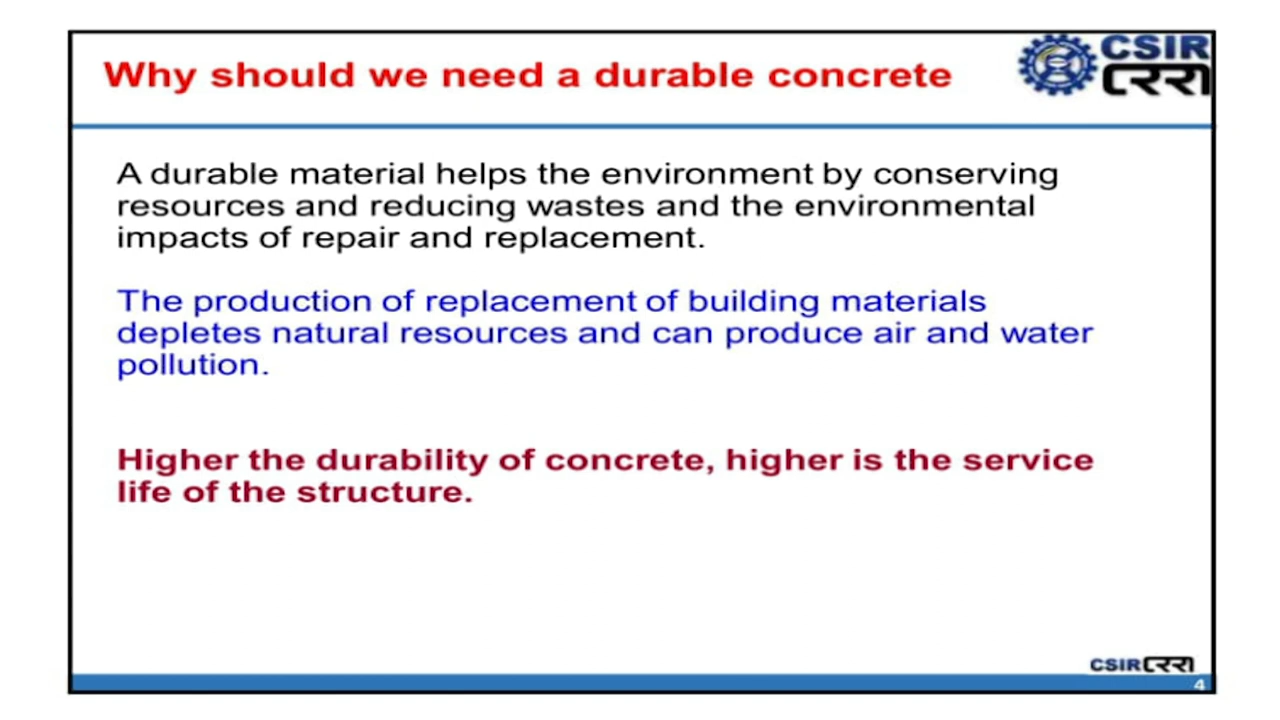 Why should we need a durable concrete
CSIR
A durable material helps the environment by conserving
resources and reducing wastes and the environmental
impacts of repair and replacement.
The production of replacement of building materials
depletes natural resources and can produce air and water
pollution.
Higher the durability of concrete, higher is the service
life of the structure.
CSIR
4